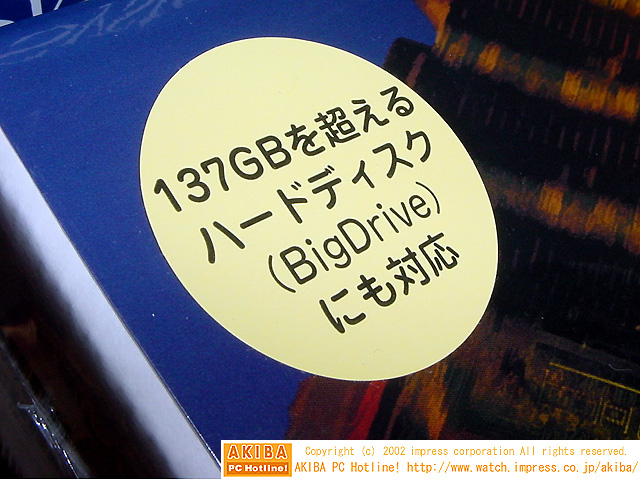 137GBを超える
ハードディスク
(BigDrive)
にも対応
AKIBA
PC Hotline!
Copyright (c) 2002 impress corporation All rights reserved.
AKIBA PC Hotline! http://www.watch.impress.co.jp/akiba/